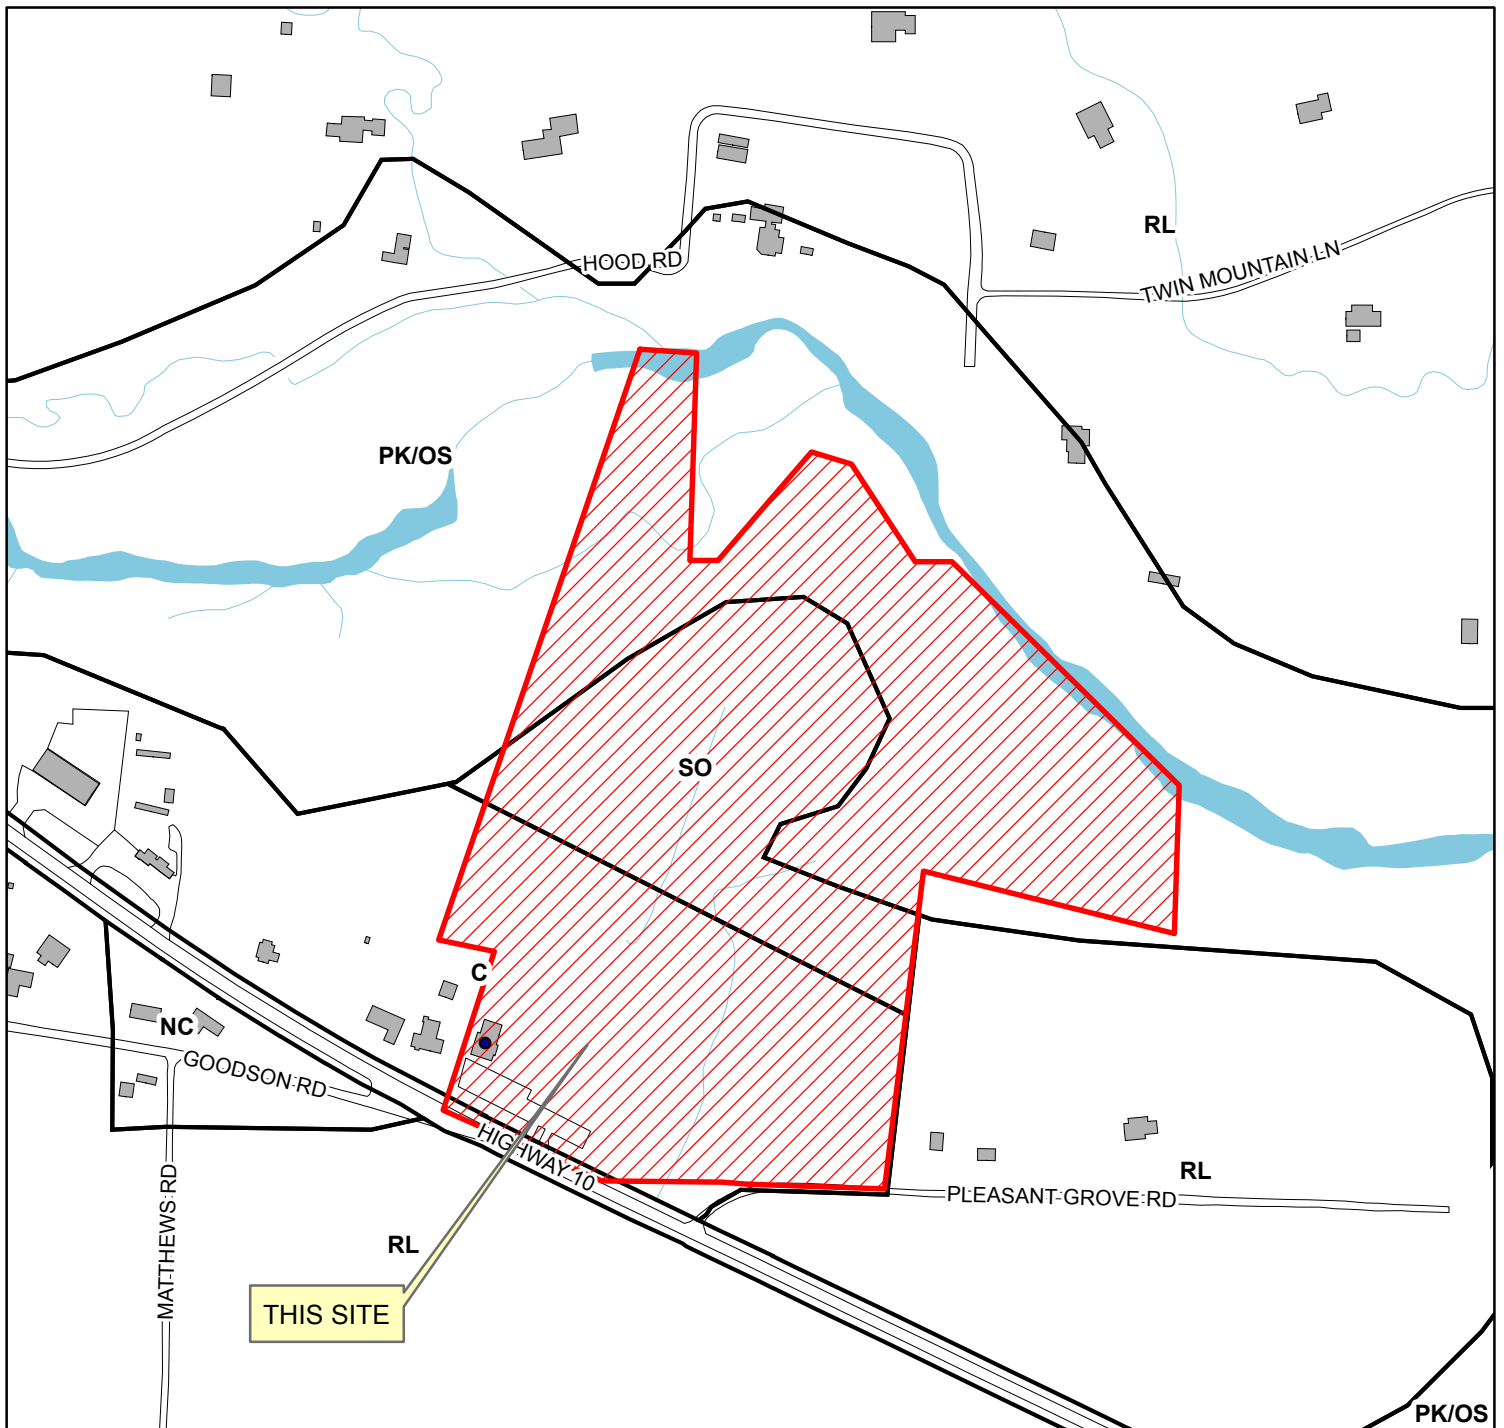 RL
HOOD RD
TWIN MOUNTAIN LN
PK/OS
SO
C
NC
GOODSON RD
HIGHWAY 10
MATTHEWS RD
RL
PLEASANT GROVE RD
RL
THIS SITE
PK/OS